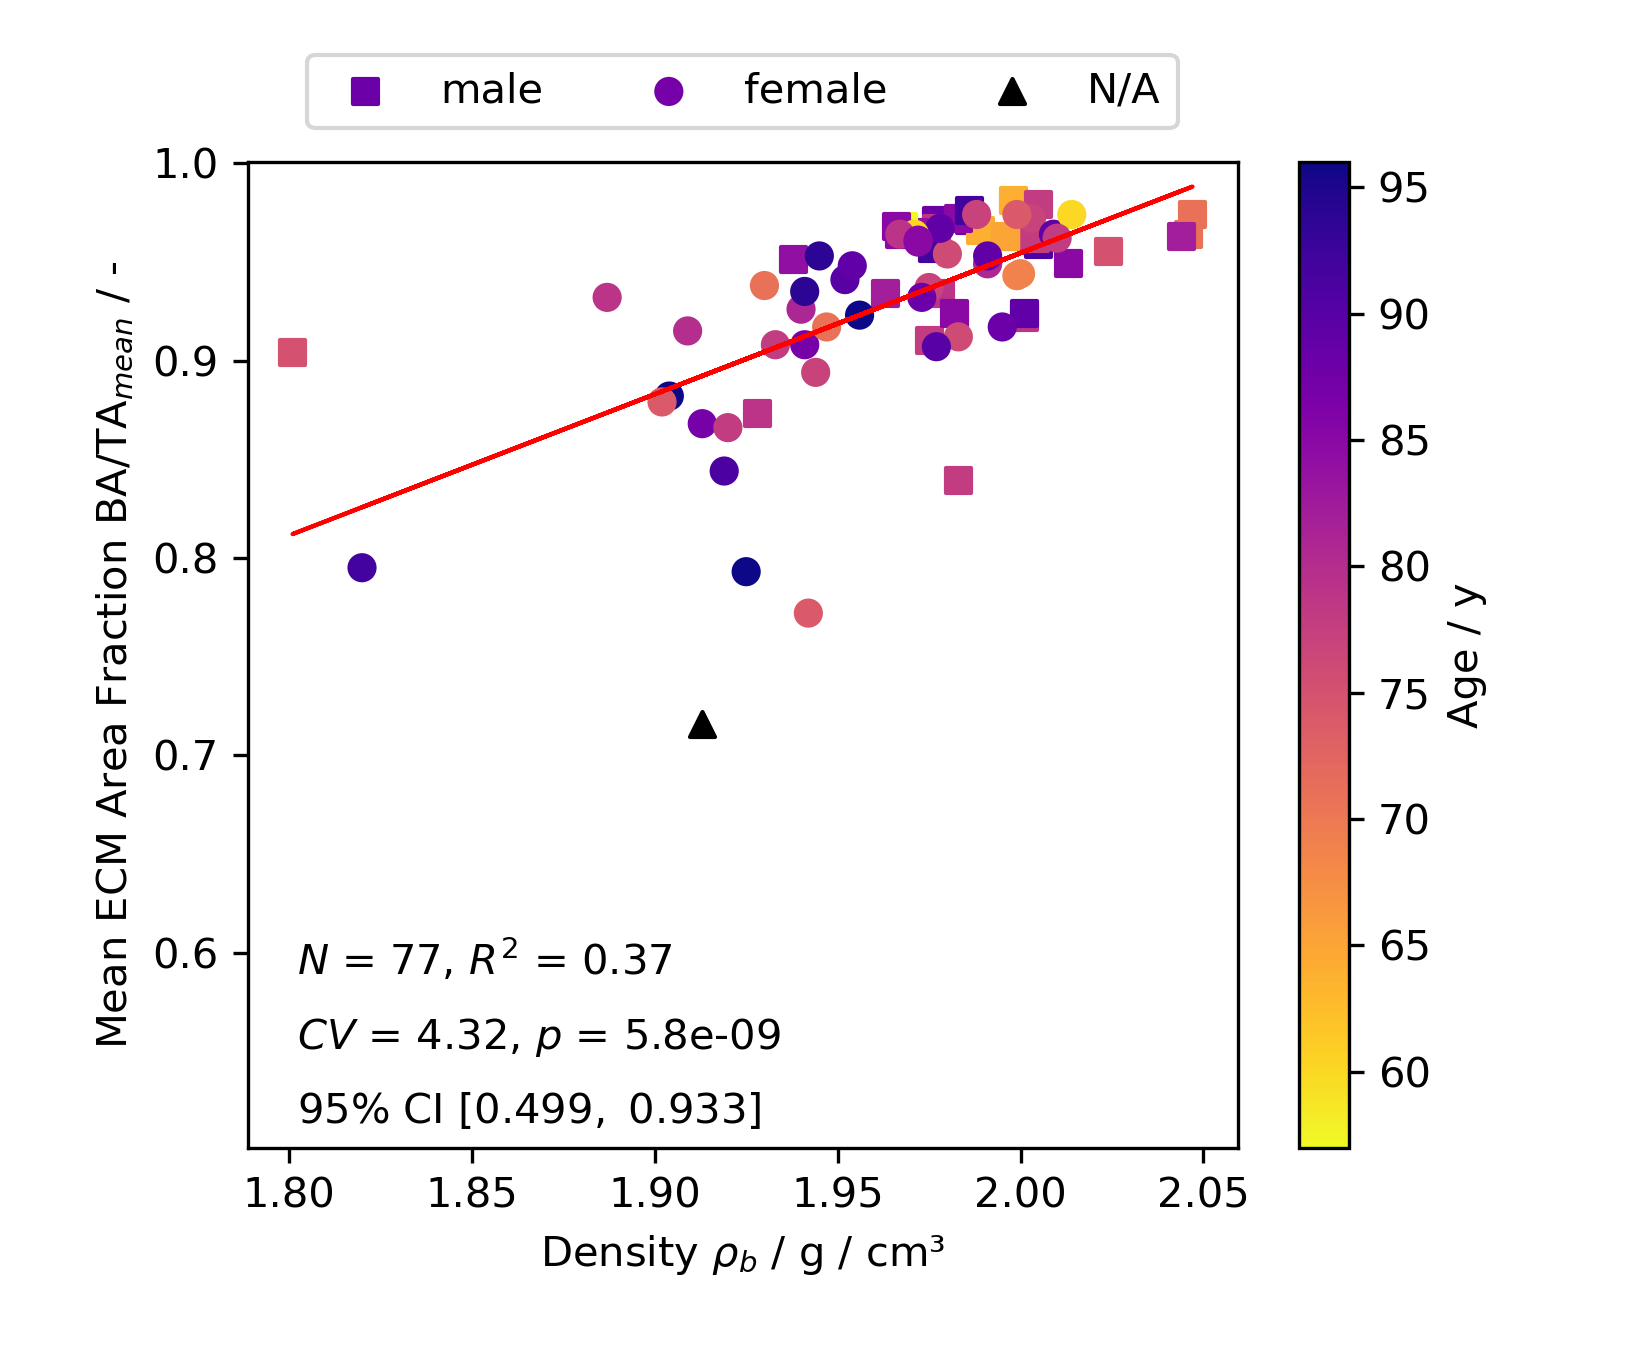 male female N/A
1.0
0.9
0.8
0.7
0.6
Mean ECM Area Fraction BA/TAmean / -
N = 77, R² = 0.37
CV = 4.32, p = 5.8e-09
95% CI [0.499, 0.933]
1.80 1.85 1.90 1.95 2.00 2.05
Density ρb / g / cm³
95
90
85
80
75
70
65
60
Age / y